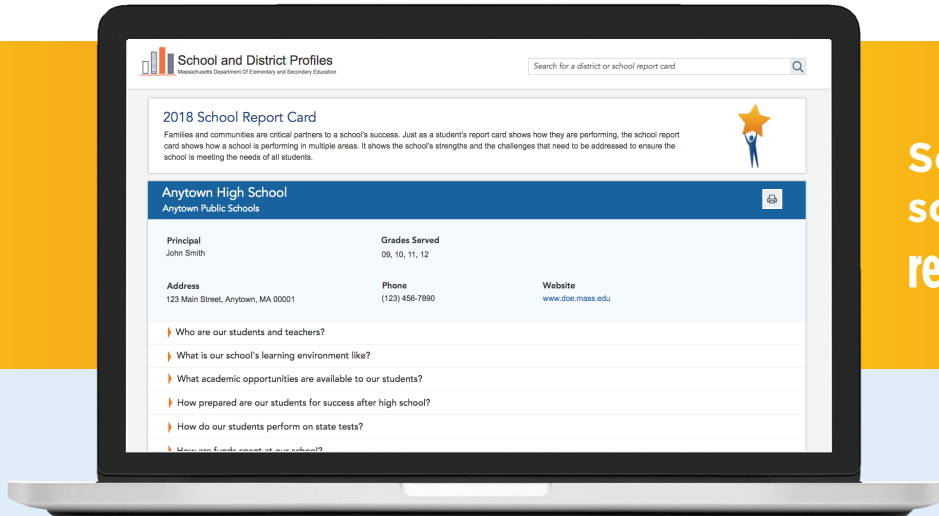 School and District Profiles
Massachusetts Department Of Elementary and Secondary Education
Search for a district or school report card
2018 School Report Card
Families and communities are critical partners to a school's success. Just as a student's report card shows how they are performing, the school report
card shows how a school is performing in multiple areas. It shows the school's strengths and the challenges that need to be addressed to ensure the
school is meeting the needs of all students.
Anytown High School
Anytown Public Schools
Principal
John Smith
Grades Served
09, 10, 11, 12
Address
123 Main Street, Anytown, MA 00001
Phone
(123) 456-7890
Website
www.doe.mass.edu
Who are our students and teachers?
What is our school's learning environment like?
What academic opportunities are available to our students?
How prepared are our students for success after high school?
How do our students perform on state tests?
How are funds spent at our school?